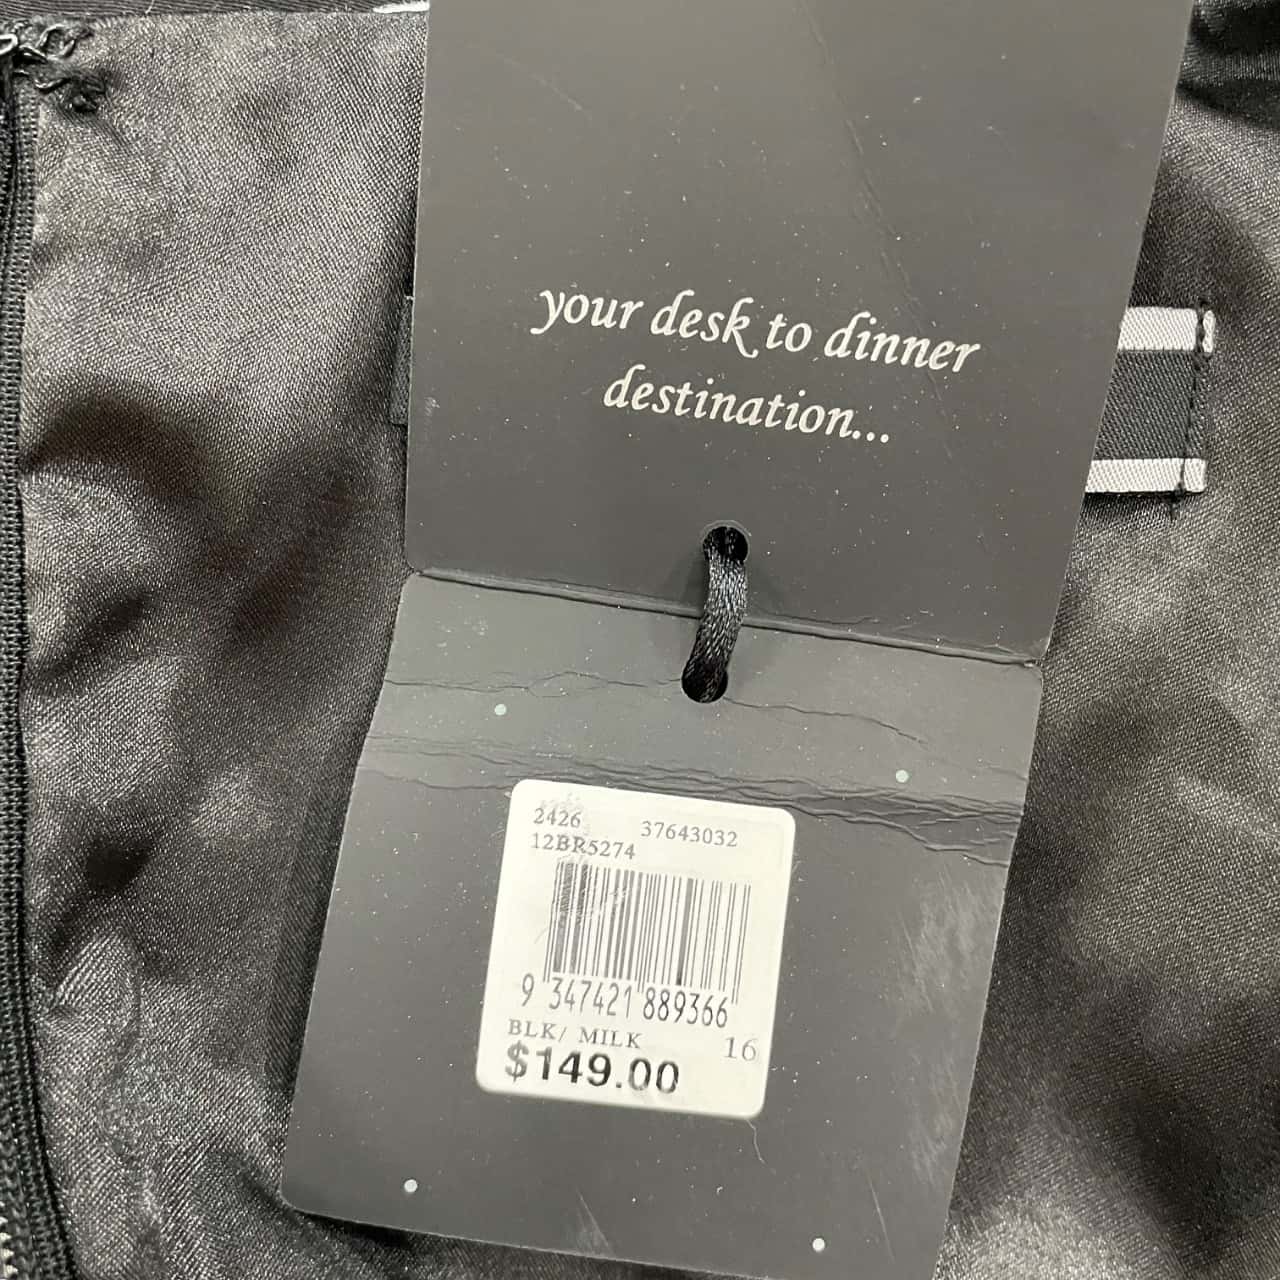 your desk to dinner
destination...
2426 37643032
12BR5274
9 347421 889366
BLK/ MILK 16
$149.00